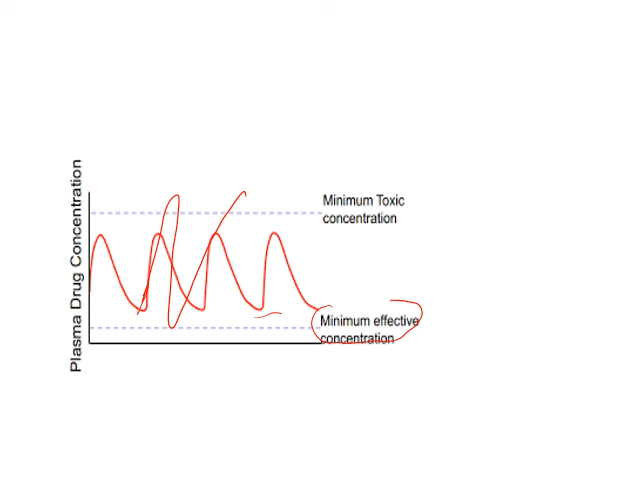 Plasma Drug Concentration
Minimum Toxic
concentration
Minimum effective
concentration